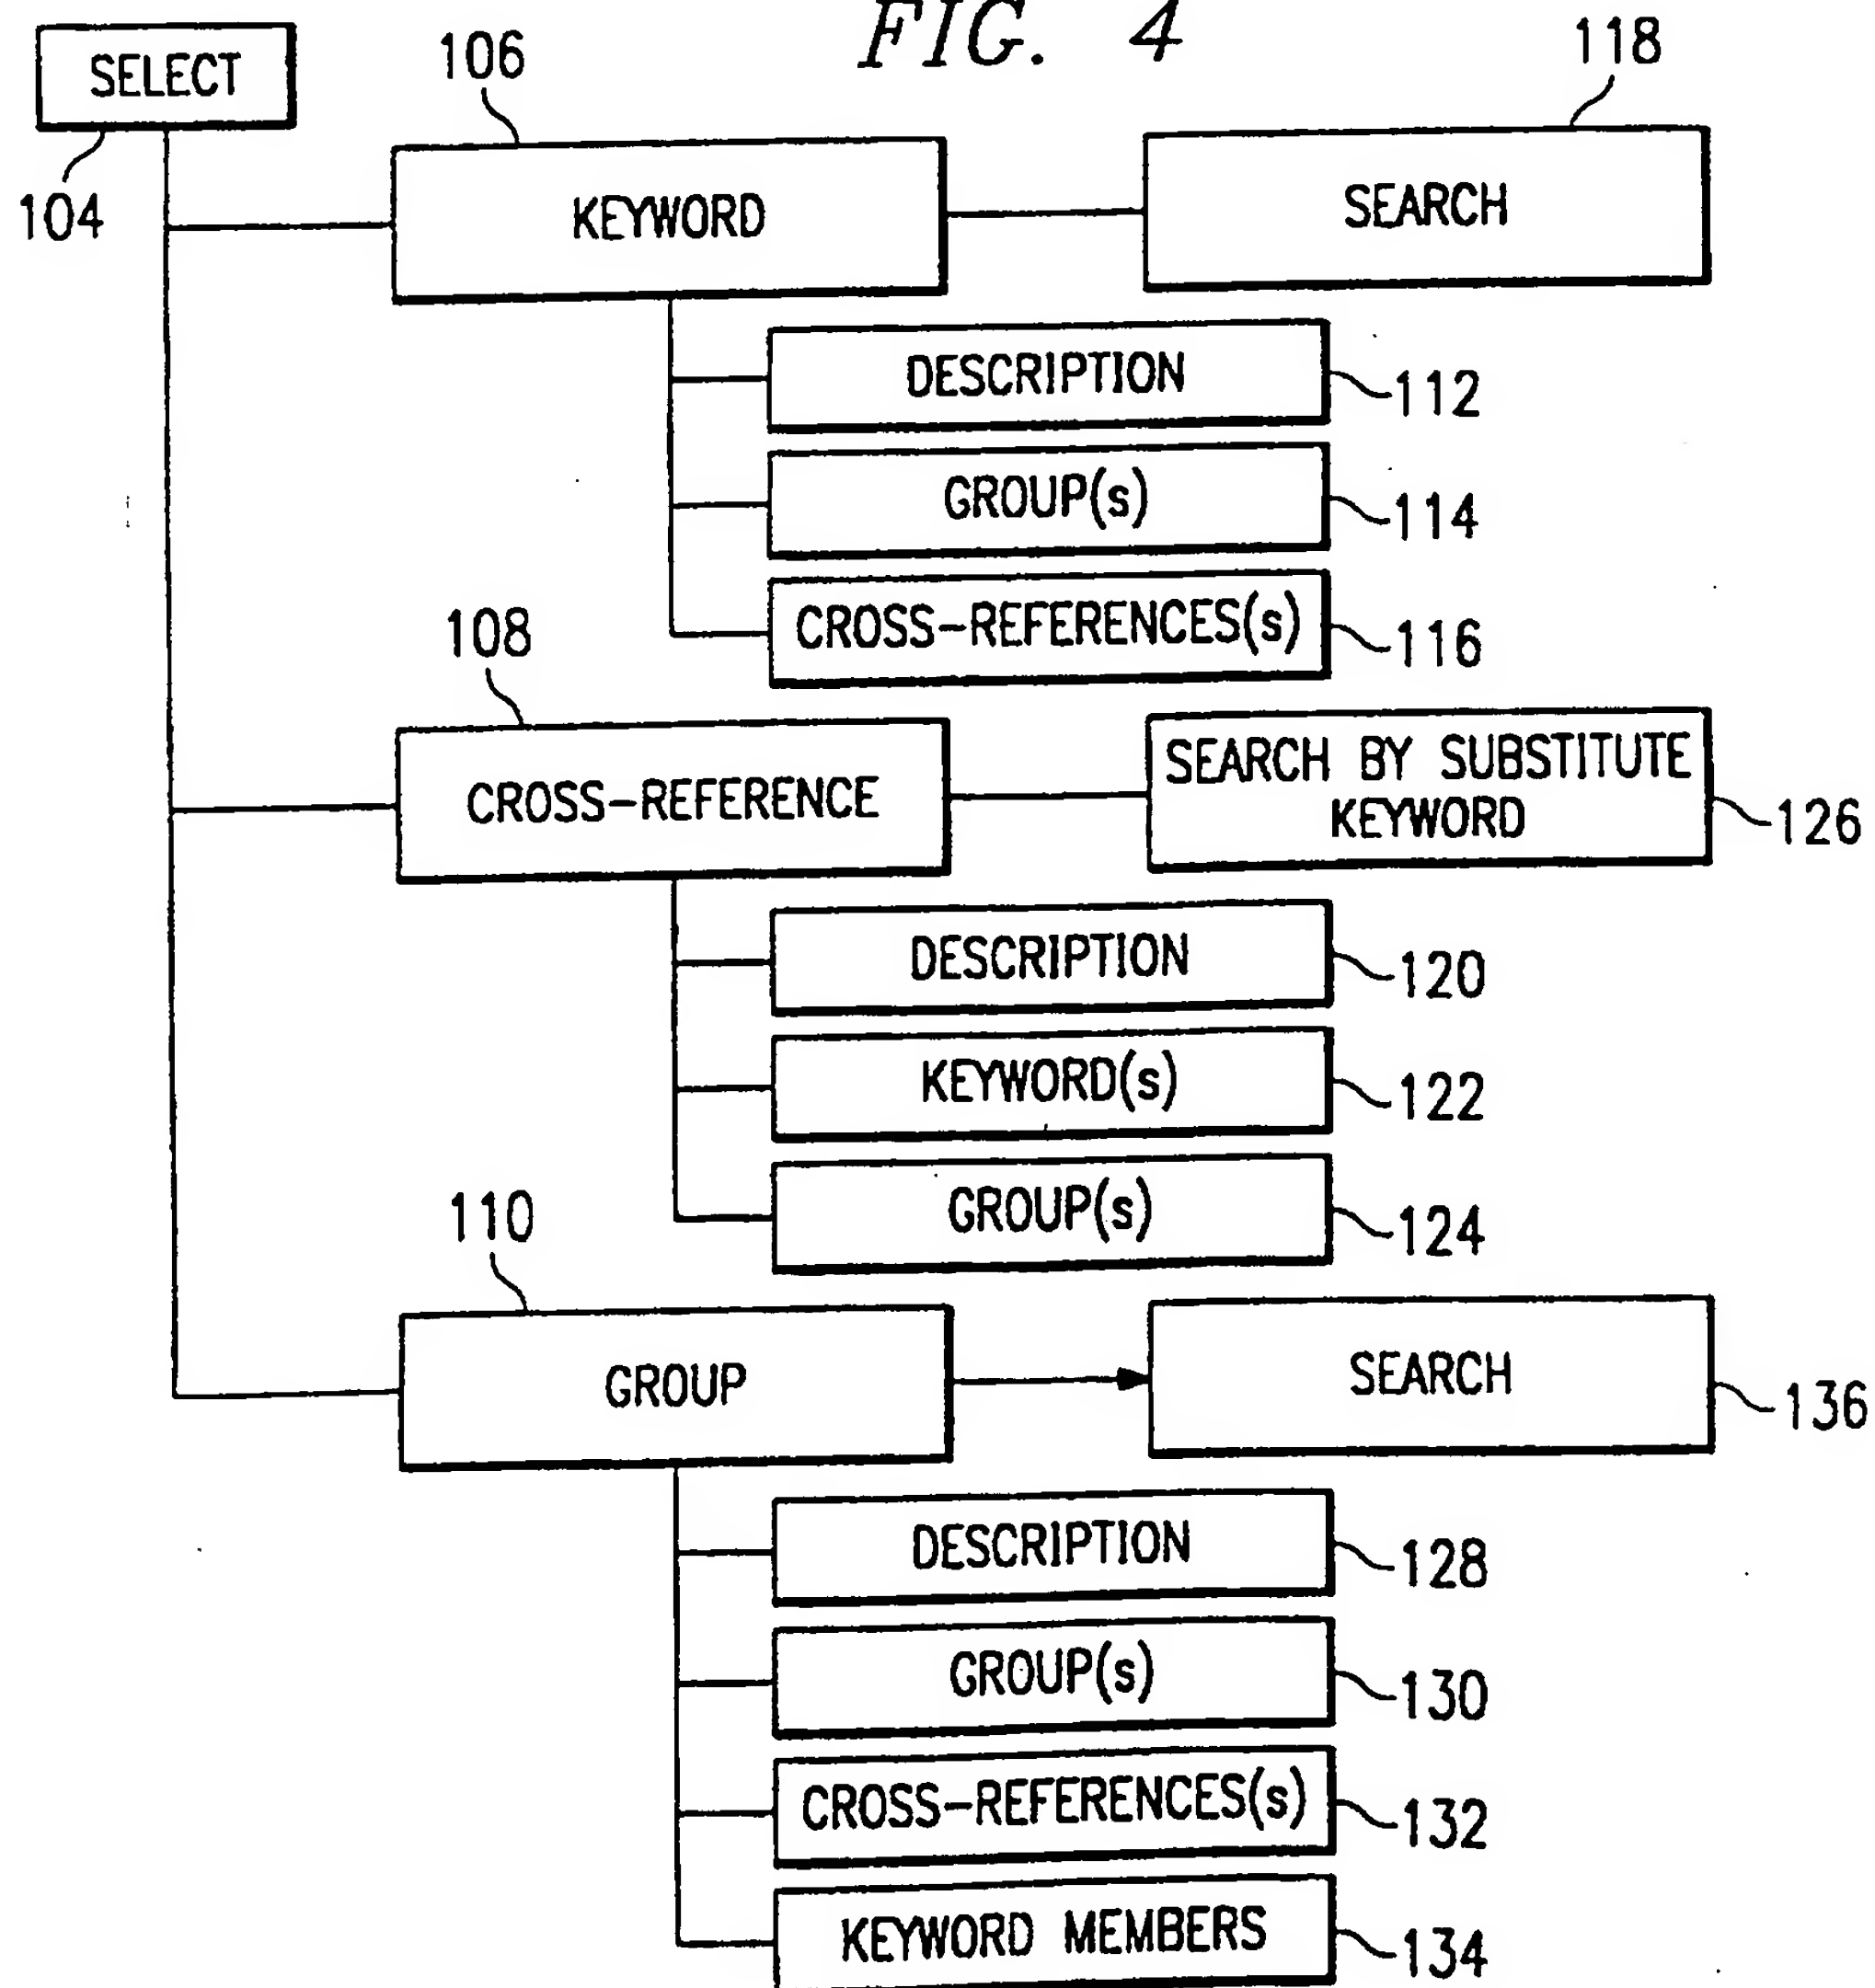 FIG. 4
SELECT
104
106
KEYWORD
118
SEARCH
DESCRIPTION
112
GROUP(s)
114
CROSS-REFERENCES(s)
116
108
CROSS-REFERENCE
SEARCH BY SUBSTITUTE
KEYWORD
126
DESCRIPTION
120
KEYWORD(s)
122
GROUP(s)
124
110
GROUP
SEARCH
136
DESCRIPTION
128
GROUP(s)
130
CROSS-REFERENCES(s)
132
KEYWORD MEMBERS
134